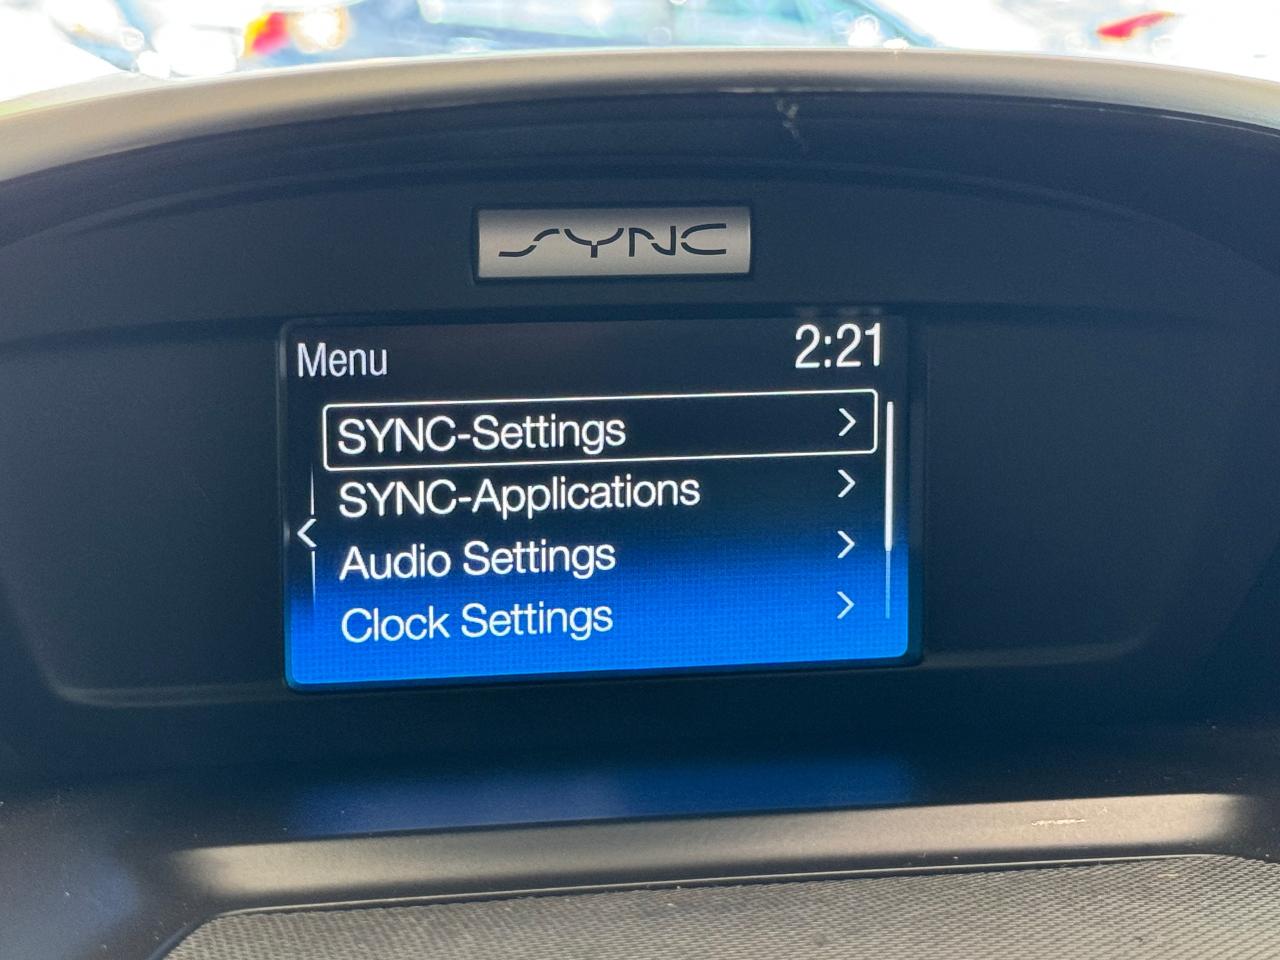 SYNC
Menu
2:21
SYNC-Settings
SYNC-Applications
Audio Settings
Clock Settings